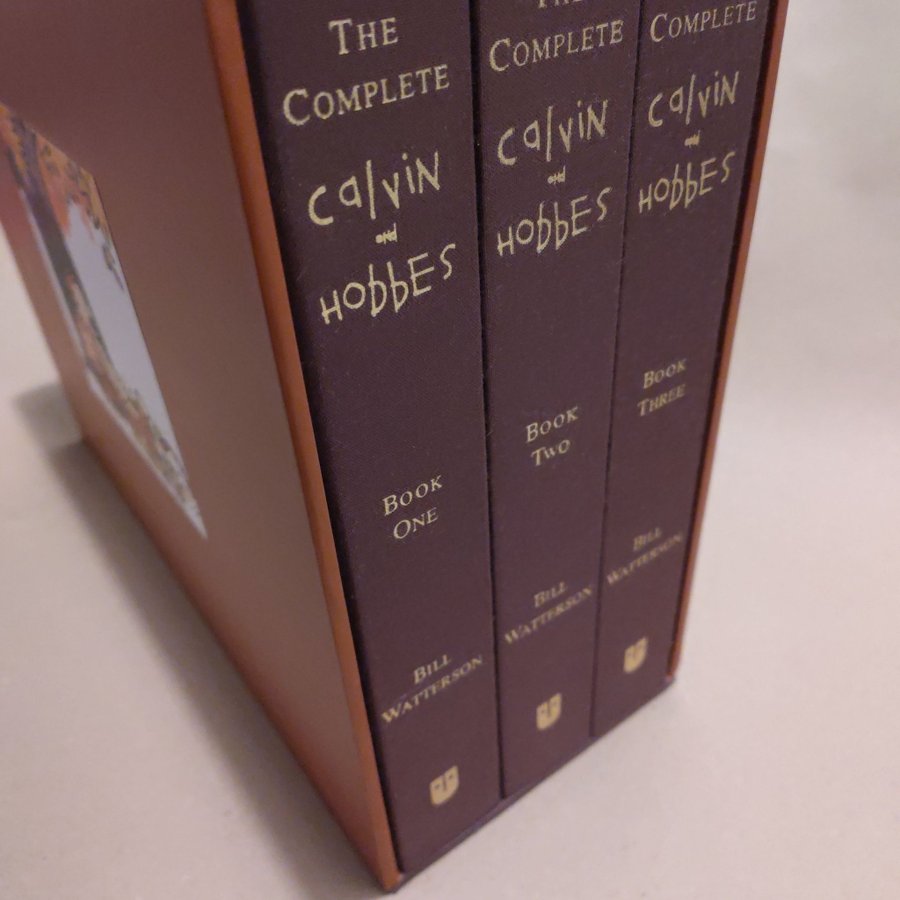 THE
COMPLETE
CALVIN
and
HOBBES
BOOK
ONE
BILL
WATTERSON
THE
COMPLETE
CALVIN
and
HOBBES
BOOK
TWO
BILL
WATTERSON
COMPLETE
CALVIN
and
HOBBES
BOOK
THREE
BILL
WATTERSON